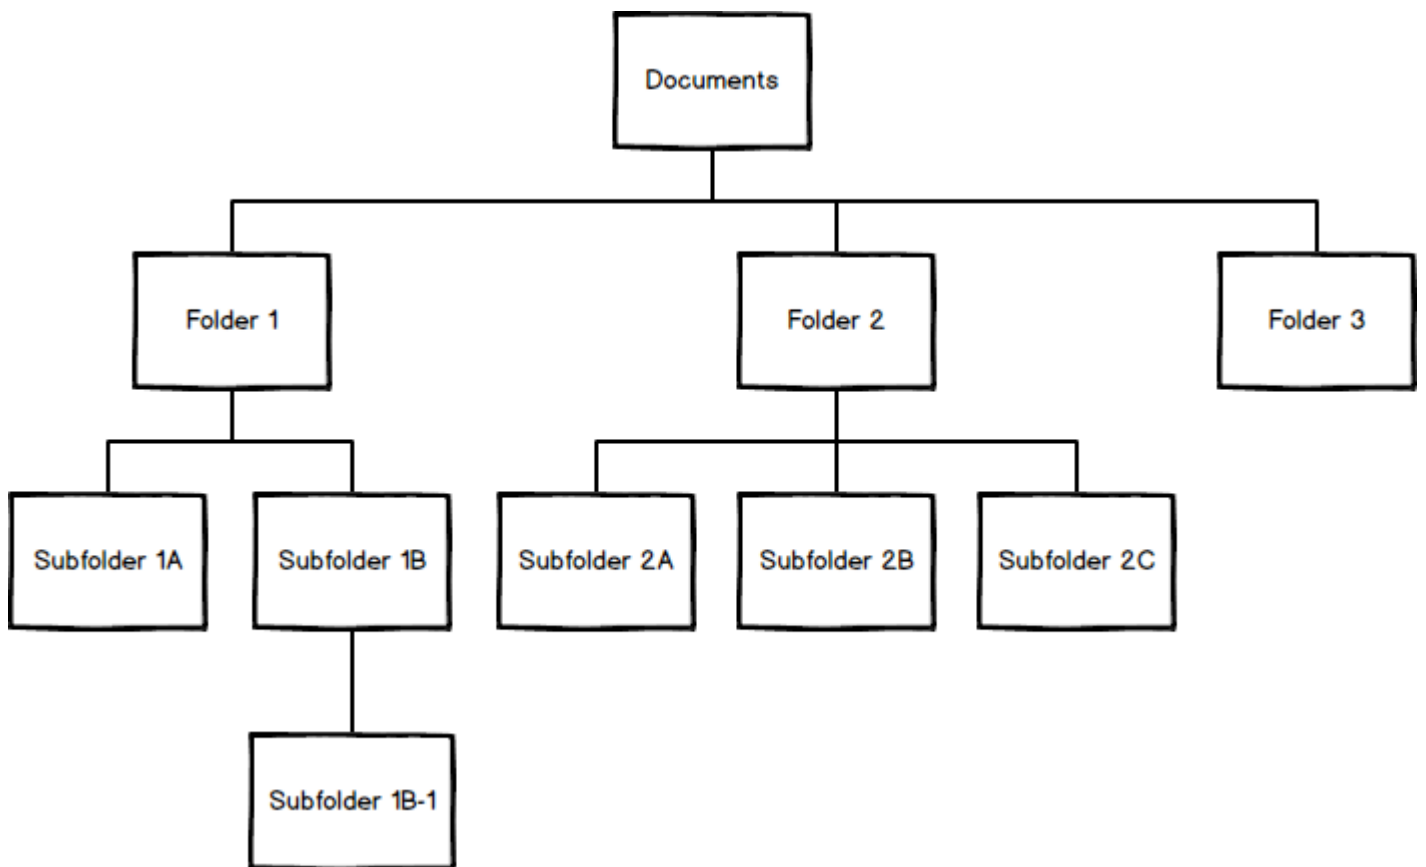 Documents
Folder 1
Folder 2
Folder 3
Subfolder 1A
Subfolder 1B
Subfolder 2A
Subfolder 2B
Subfolder 2C
Subfolder 1B-1